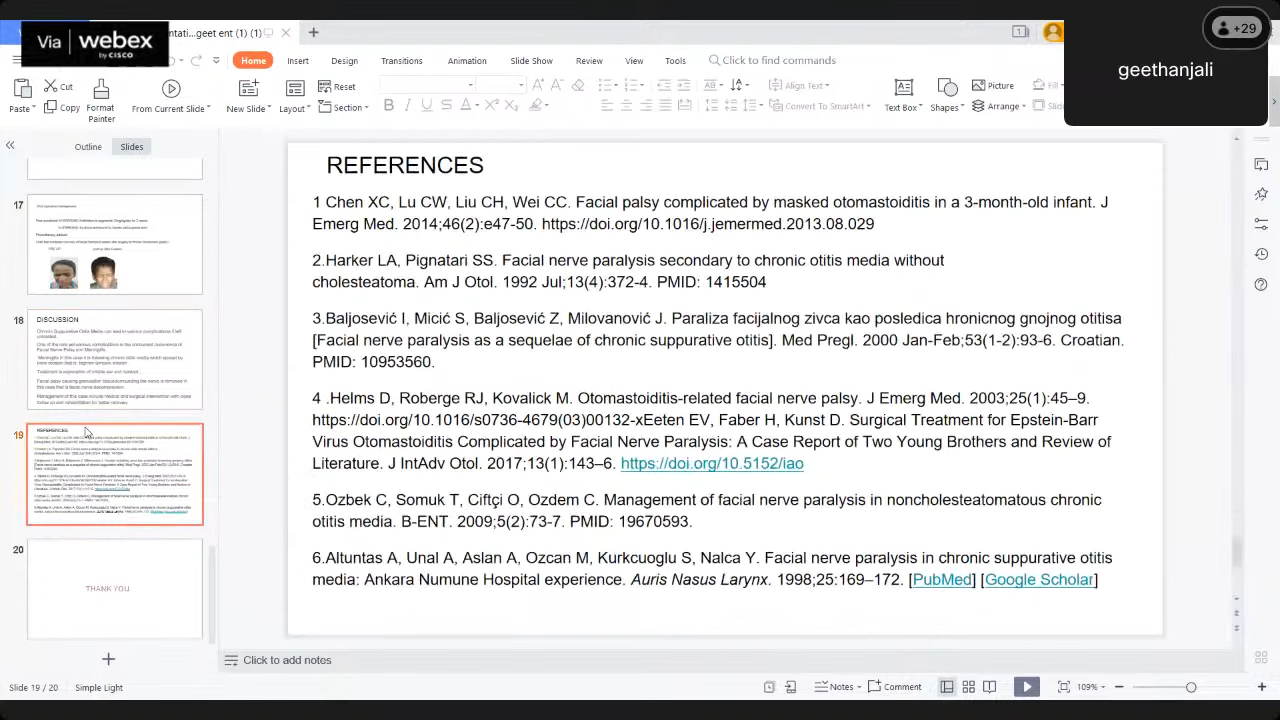 Via webex
by CISCO
ntati...geet ent (1) (1)
+29
geethanjali
Home Insert Design Transitions Animation Slide Show Review View Tools Click to find commands
Paste Cut Copy Format Painter From Current Slide New Slide Layout Reset Section
B I U S A X² X₂ AB Align Text Convert To SmartArt Text Box Shapes Picture Arrange Fill
Outline Slides
17
18
DISCUSSION
19
REFERENCES
20
THANK YOU
REFERENCES
1 Chen XC, Lu CW, Liu CH, Wei CC. Facial palsy complicated by masked otomastoiditis in a 3-month-old infant. J
Emerg Med. 2014;46(2):e35–7. https://doi.org/10.1016/j.jemermed.2013.08.029
2.Harker LA, Pignatari SS. Facial nerve paralysis secondary to chronic otitis media without
cholesteatoma. Am J Otol. 1992 Jul;13(4):372-4. PMID: 1415504
3.Baljosević I, Micić S, Baljosević Z, Milovanović J. Paraliza facijalnog zivca kao posledica hronicnog gnojnog otitisa
[Facial nerve paralysis as a sequelae of chronic suppurative otitis]. Med Pregl. 2000 Jan-Feb;53(1-2):93-6. Croatian.
PMID: 10953560.
4 .Helms D, Roberge RJ, Kovalick M. Otomastoiditis-related facial nerve palsy. J Emerg Med. 2003;25(1):45–9.
https://doi.org/10.1016/s0736-4679(03)00132-xEeten EV, Faber H, Kunst D. Surgical Treatment for Epstein-Barr
Virus Otomastoiditis Complicated by Facial Nerve Paralysis. A Case Report of Two Young Brothers and Review of
Literature. J IntAdv Otol. 2017;13(1):143–6. https://doi.org/10.5152/iao
5.Ozbek C, Somuk T, Ciftçi O, Ozdem C. Management of facial nerve paralysis in noncholesteatomatous chronic
otitis media. B-ENT. 2009;5(2):73-7. PMID: 19670593.
6.Altuntas A, Unal A, Aslan A, Ozcan M, Kurkcuoglu S, Nalca Y. Facial nerve paralysis in chronic suppurative otitis
media: Ankara Numune Hospital experience. Auris Nasus Larynx. 1998;25:169–172. [PubMed] [Google Scholar]
Click to add notes
Slide 19 / 20 Simple Light Notes Comment 109%